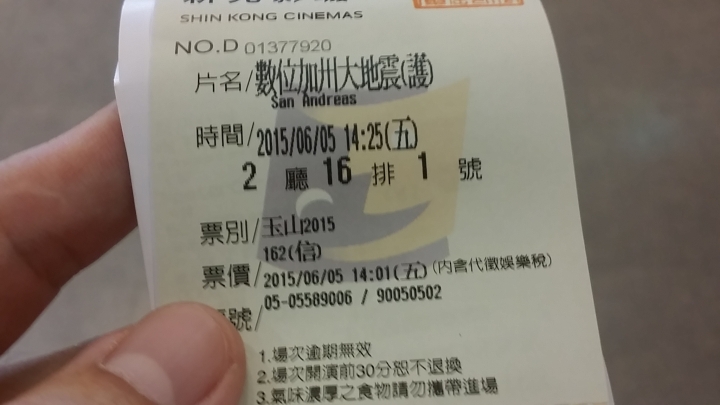 SHIN KONG CINEMAS
NO.D 01377920
片名/數位加州大地震(護)
San Andreas
時間/2015/06/05 14:25(五)
2 廳 16 排 1 號
票別/玉山2015
162(信)
票價/2015/06/05 14:01(五)(內含代徵娛樂稅)
號/05-05589006 / 90050502
1.場次逾期無效
2.場次開演前30分恕不退換
3.氣味濃厚之食物請勿攜帶進場